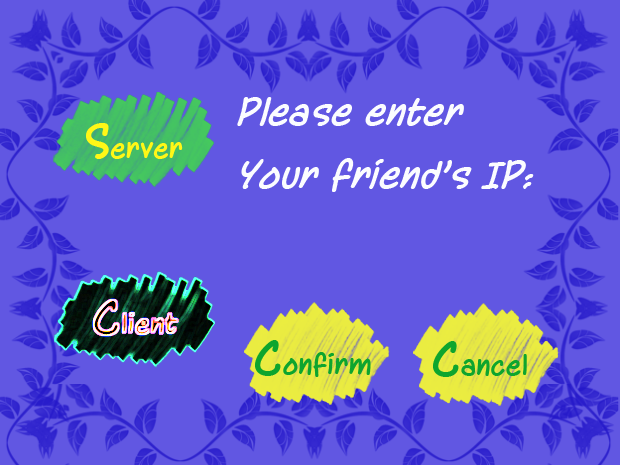 Please enter
Server
Your friend's IP:
Client
Confirm
Cancel